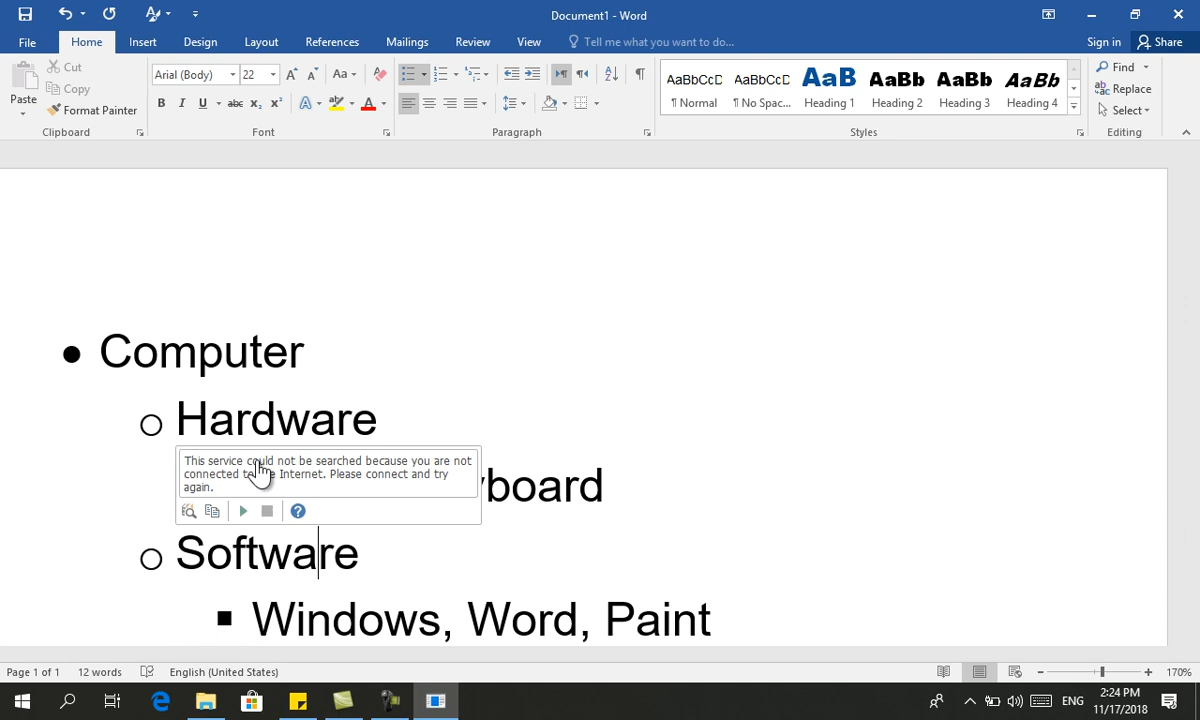 Document1 - Word
File Home Insert Design Layout References Mailings Review View Tell me what you want to do... Sign in Share
Paste
Cut
Copy
Format Painter
Clipboard
Arial (Body) 22
Aa
B I U abc x₂ x²
A A
Font
Paragraph
AaBbCcD AaBbCcD AaB AaBb AaBb AaBb
¶ Normal ¶ No Spac... Heading 1 Heading 2 Heading 3 Heading 4
Styles
Find
Replace
Select
Editing
● Computer
○ Hardware
This service could not be searched because you are not
connected to Internet. Please connect and try
again.
board
○ Software
▪ Windows, Word, Paint
Page 1 of 1 12 words English (United States) 170%
ENG
2:24 PM
11/17/2018